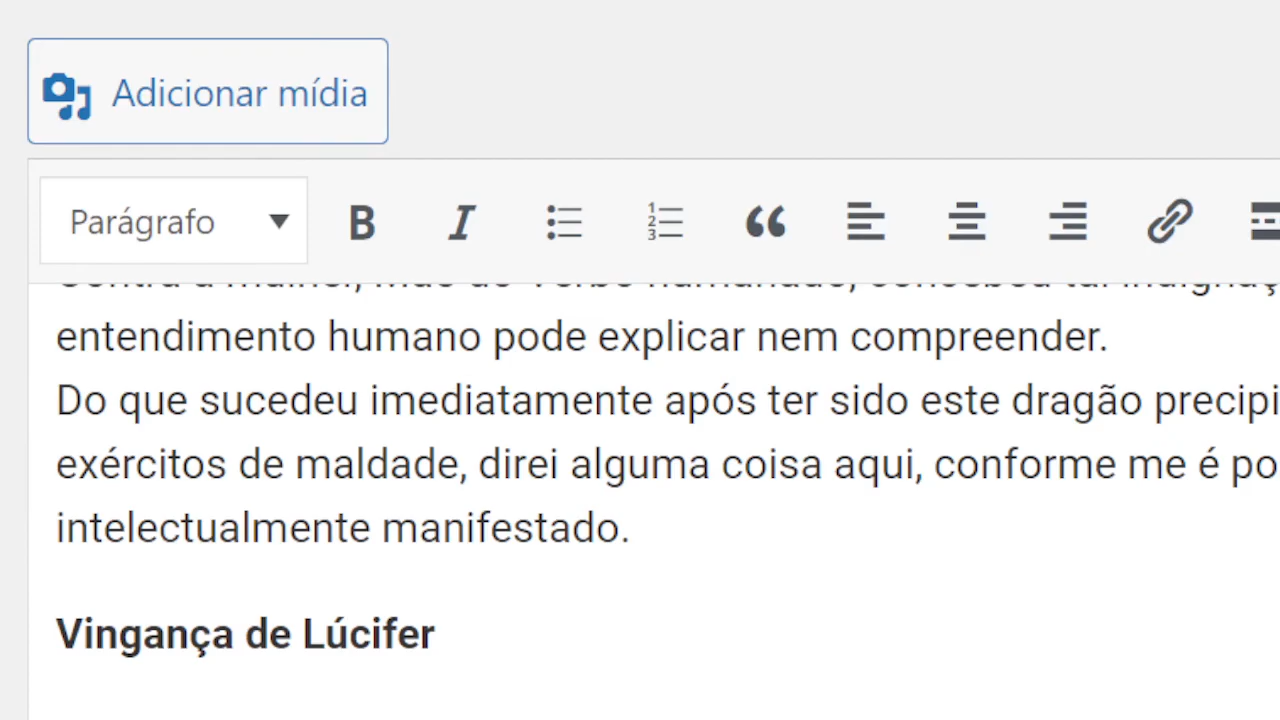 Adicionar mídia
Parágrafo
entendimento humano pode explicar nem compreender.
Do que sucedeu imediatamente após ter sido este dragão precipi
exércitos de maldade, direi alguma coisa aqui, conforme me é po
intelectualmente manifestado.
Vingança de Lúcifer